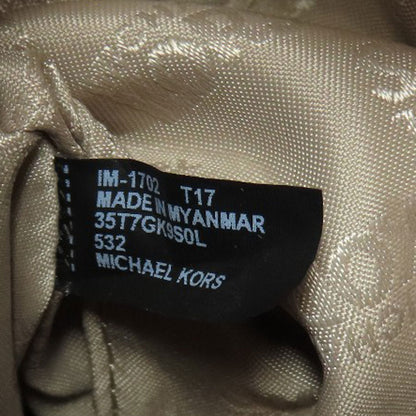 IM-1702 T17
MADE IN MYANMAR
35T7GK9S0L
532
MICHAEL KORS